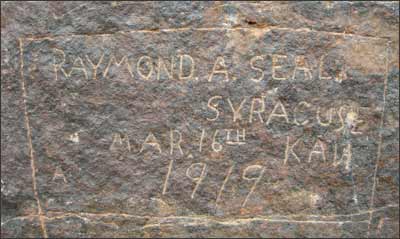 RAYMOND. A. SEAL.
SYRACUSE
MAR. 16TH KAN
A 1919